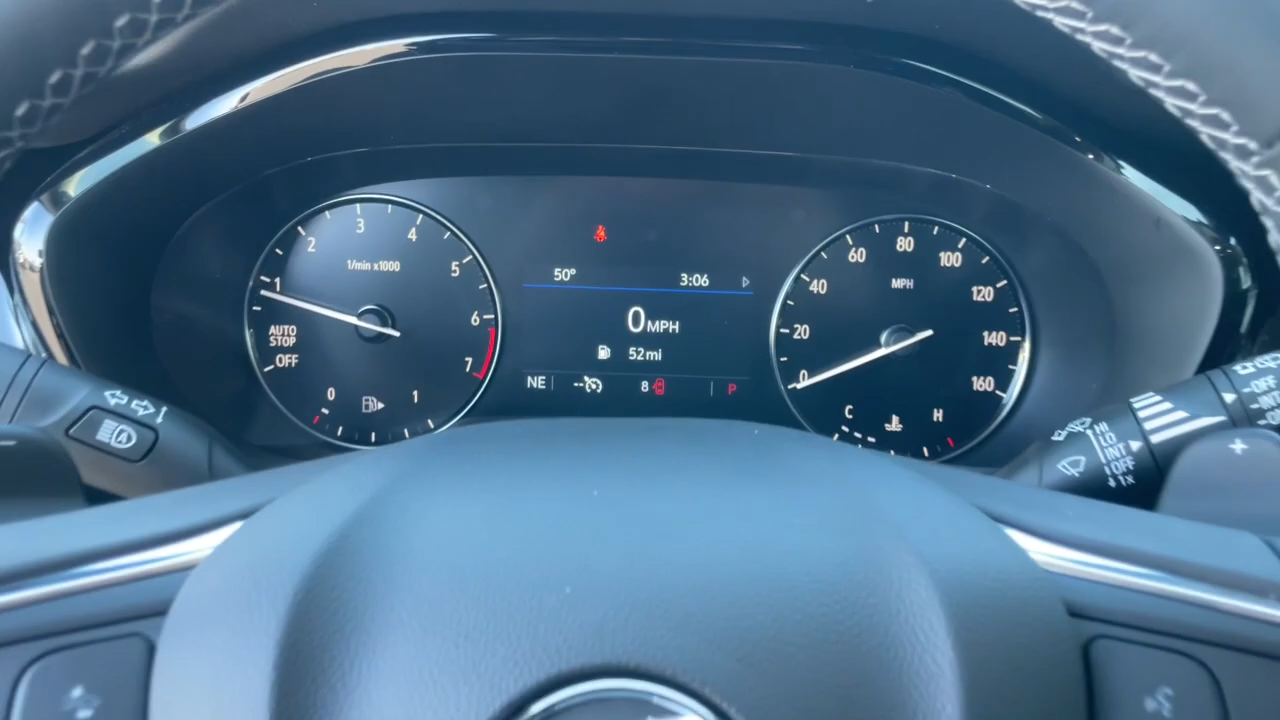 1/min x1000
1
2
3
4
5
6
7
AUTO
STOP
OFF
0 1
50° 3:06
0 MPH
52mi
NE 8 P
MPH
0
20
40
60
80
100
120
140
160
C H
A
HI
LO
INT
OFF
1x
OFF
INT